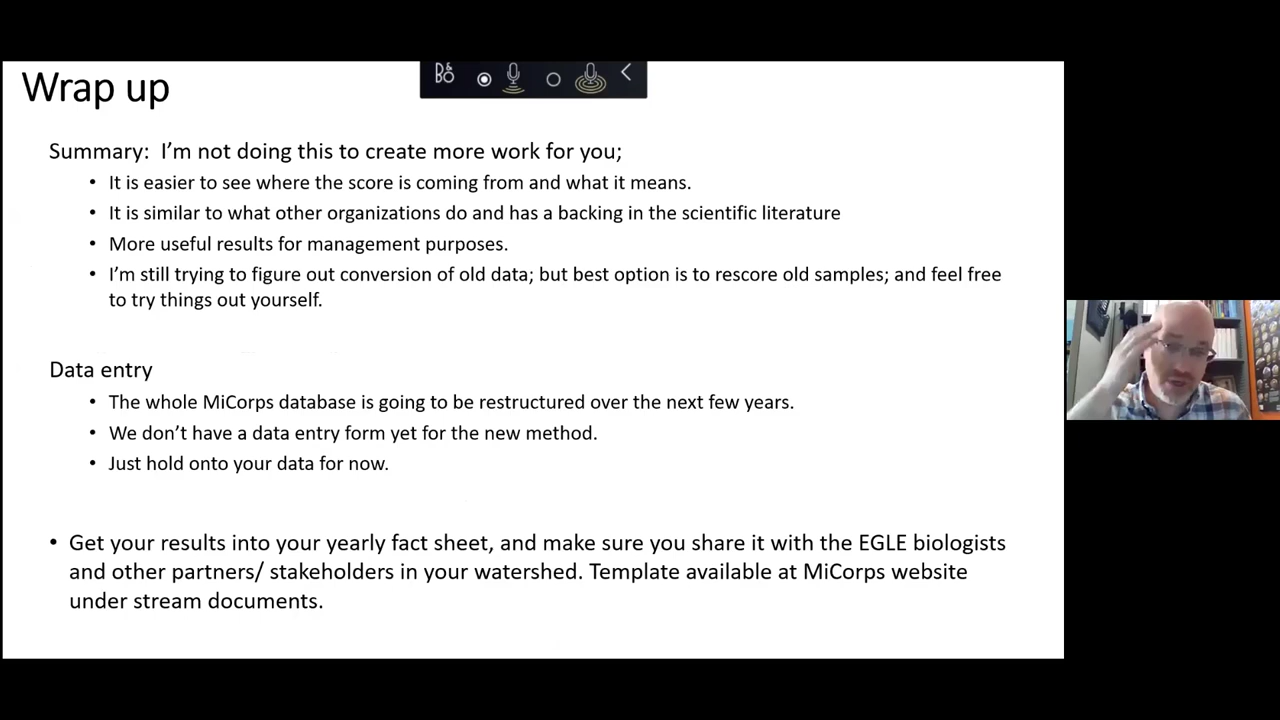 B&O
Wrap up
Summary:  I’m not doing this to create more work for you;
• It is easier to see where the score is coming from and what it means.
• It is similar to what other organizations do and has a backing in the scientific literature
• More useful results for management purposes.
• I’m still trying to figure out conversion of old data; but best option is to rescore old samples; and feel free
to try things out yourself.
Data entry
• The whole MiCorps database is going to be restructured over the next few years.
• We don’t have a data entry form yet for the new method.
• Just hold onto your data for now.
• Get your results into your yearly fact sheet, and make sure you share it with the EGLE biologists
and other partners/ stakeholders in your watershed. Template available at MiCorps website
under stream documents.